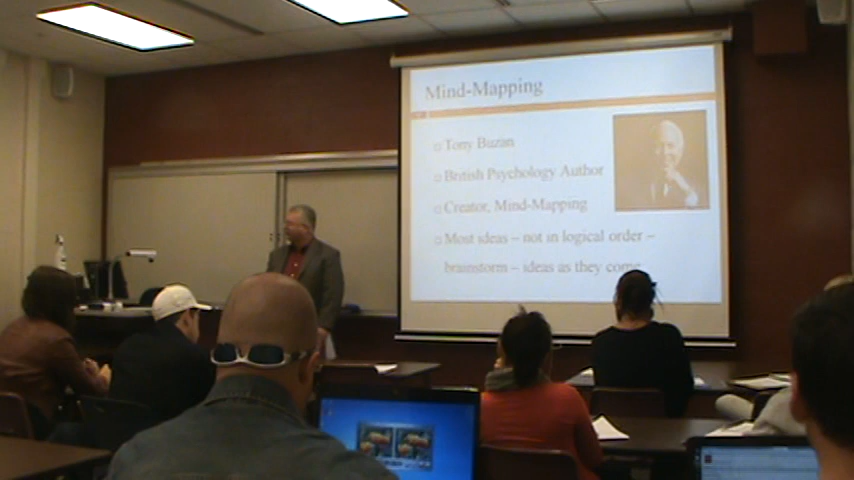 Mind-Mapping
Tony Buzan
British Psychology Author
Creator, Mind-Mapping
Most ideas – not in logical order –
brainstorm – ideas as they come